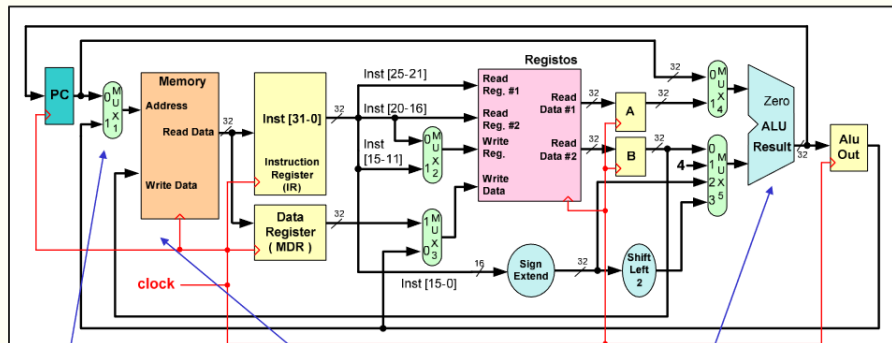 PC
0
1
M
U
X
1
Memory
Address
Read Data
Write Data
32
Inst [31-0]
Instruction
Register
(IR)
Data
Register
( MDR )
32
32
Inst [25-21]
Inst [20-16]
Inst
[15-11]
M
U
X
2
0
1
1
0
M
U
X
3
Inst [15-0]
16
Registos
Read
Reg. #1
Read
Reg. #2
Write
Reg.
Write
Data
Read
Data #1
Read
Data #2
32
32
A
B
32
32
Sign
Extend
32
Shift
Left
2
32
0
1
M
U
X
4
4
0
1
2
3
M
U
X
5
Zero
ALU
Result
32
Alu
Out
clock